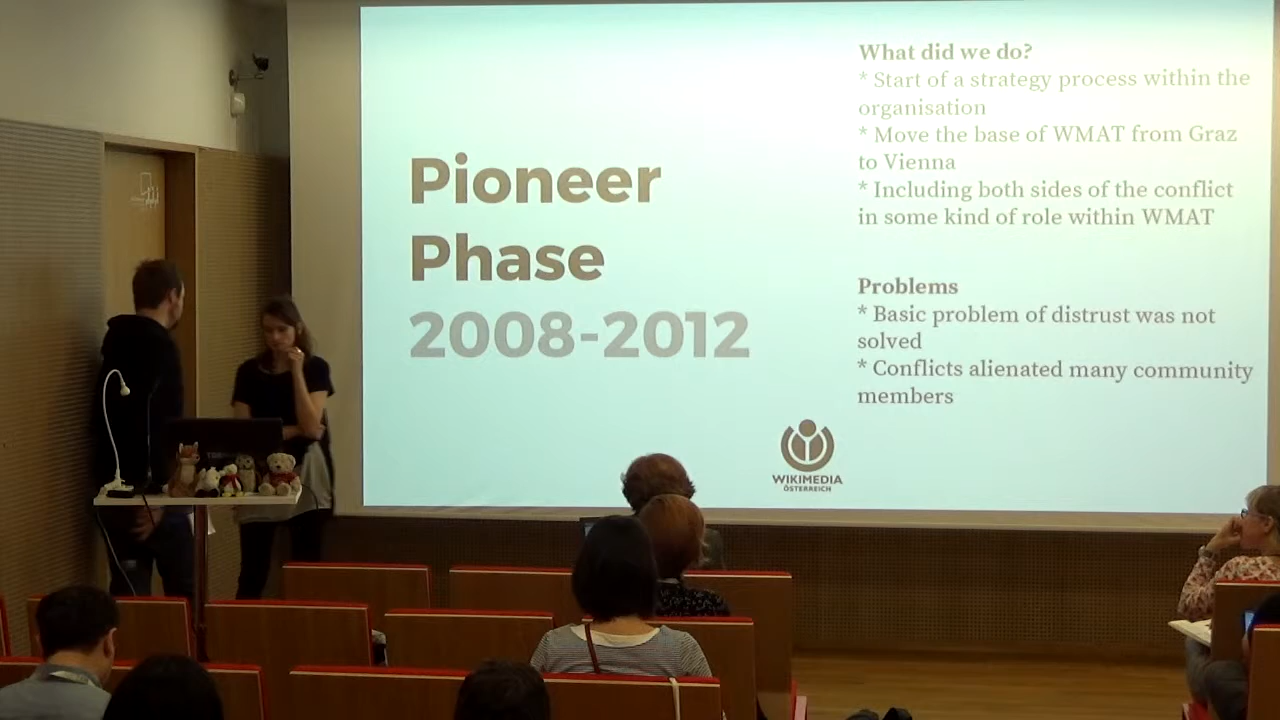 Pioneer
Phase
2008-2012
What did we do?
* Start of a strategy process within the
organisation
* Move the base of WMAT from Graz
to Vienna
* Including both sides of the conflict
in some kind of role within WMAT
Problems
* Basic problem of distrust was not
solved
* Conflicts alienated many community
members
WIKIMEDIA
ÖSTERREICH